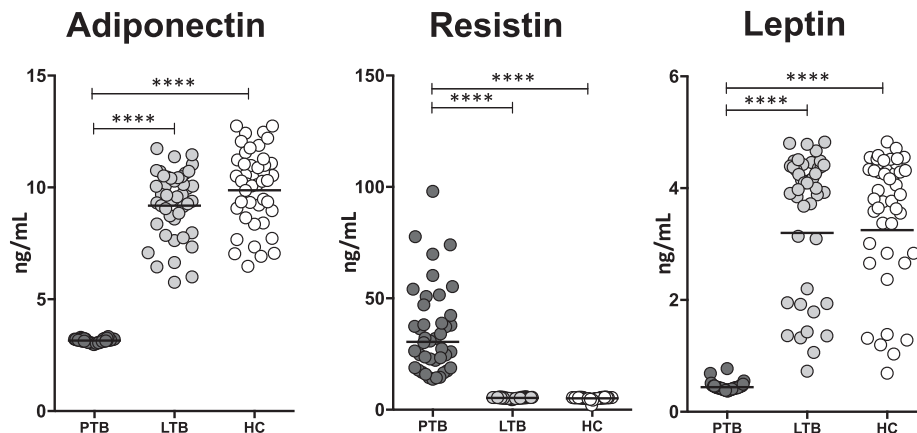 Adiponectin
15
10
5
0
ng/mL
****
****
PTB LTB HC
Resistin
150
100
50
0
ng/mL
****
****
PTB LTB HC
Leptin
6
4
2
0
ng/mL
****
****
PTB LTB HC